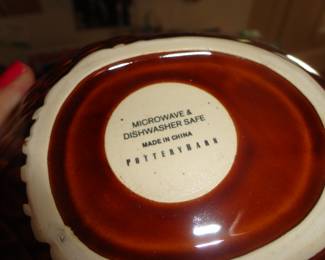 MICROWAVE &
DISHWASHER SAFE
MADE IN CHINA
POTTERYBARN